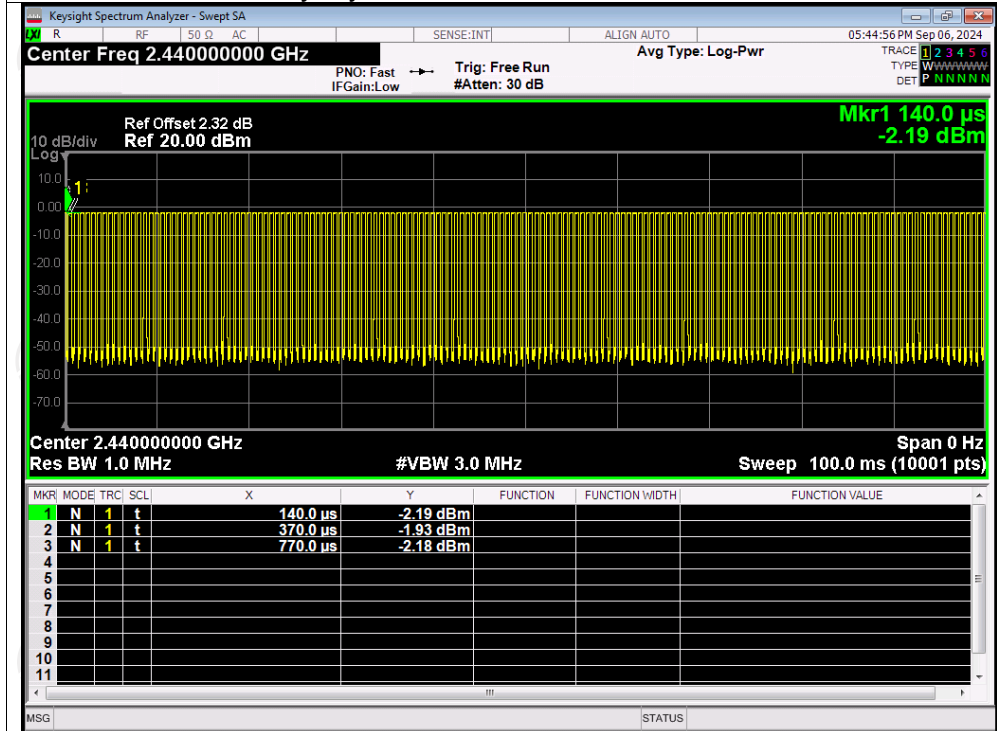 Keysight Spectrum Analyzer - Swept SA
LXI R RF 50 Ω AC SENSE:INT ALIGN AUTO 05:44:56 PM Sep 06, 2024
Center Freq 2.440000000 GHz Avg Type: Log-Pwr TRACE 1 2 3 4 5 6
PNO: Fast Trig: Free Run TYPE WWWWWWW
IFGain:Low #Atten: 30 dB DET P N N N N N
Mkr1 140.0 µs
Ref Offset 2.32 dB
10 dB/div Ref 20.00 dBm -2.19 dBm
Log
10.0
1
0.00
-10.0
-20.0
-30.0
-40.0
-50.0
-60.0
-70.0
Center 2.440000000 GHz Span 0 Hz
Res BW 1.0 MHz #VBW 3.0 MHz Sweep 100.0 ms (10001 pts)
MKR MODE TRC SCL X Y FUNCTION FUNCTION WIDTH FUNCTION VALUE
1 N 1 t 140.0 µs -2.19 dBm
2 N 1 t 370.0 µs -1.93 dBm
3 N 1 t 770.0 µs -2.18 dBm
4
5
6
7
8
9
10
11
MSG STATUS